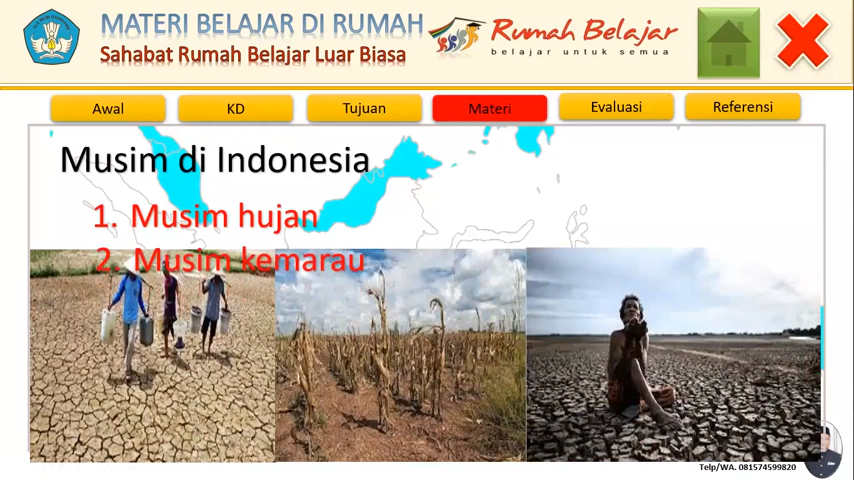 MATERI BELAJAR DI RUMAH
Sahabat Rumah Belajar Luar Biasa
Rumah Belajar
belajar untuk semua
Awal
KD
Tujuan
Materi
Evaluasi
Referensi
Musim di Indonesia
1. Musim hujan
2. Musim kemarau
Telp/WA. 081574599820